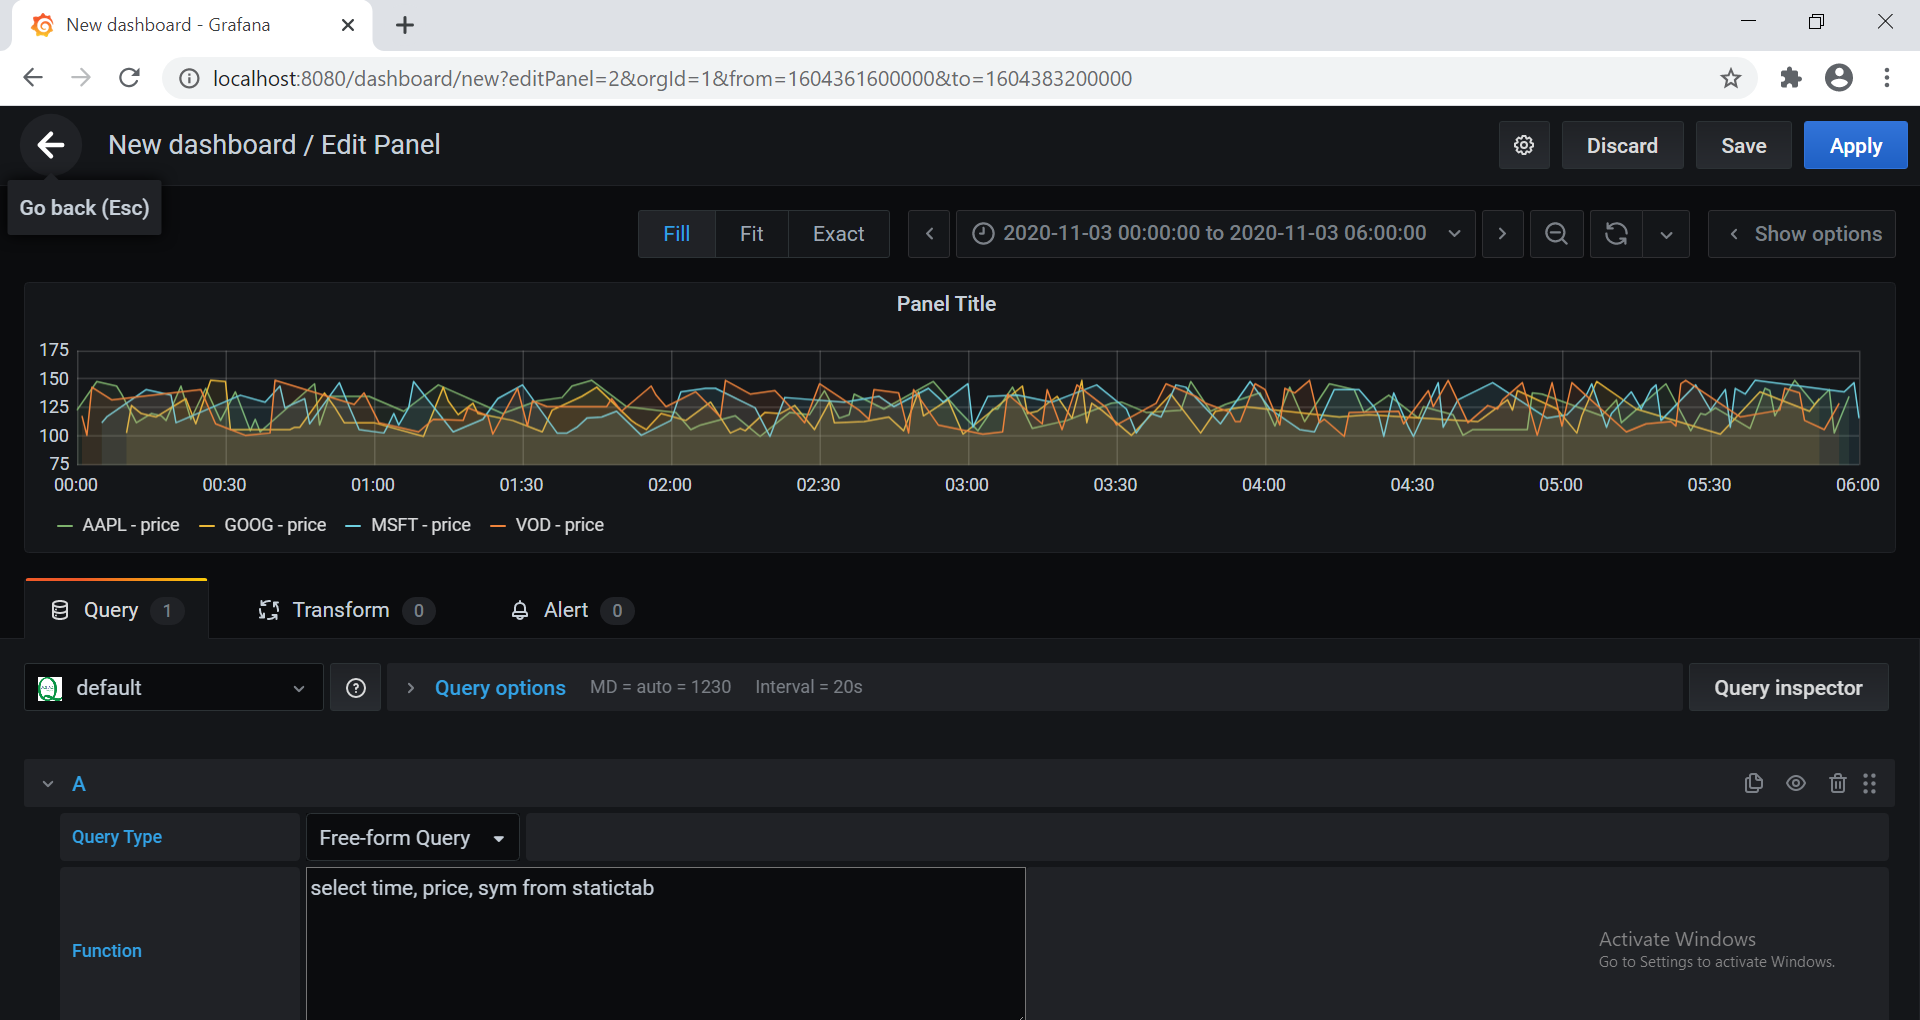 New dashboard - Grafana
localhost:8080/dashboard/new?editPanel=2&orgId=1&from=1604361600000&to=1604383200000
New dashboard / Edit Panel
Discard
Save
Apply
Go back (Esc)
Fill
Fit
Exact
2020-11-03 00:00:00 to 2020-11-03 06:00:00
Show options
Panel Title
175
150
125
100
75
00:00 00:30 01:00 01:30 02:00 02:30 03:00 03:30 04:00 04:30 05:00 05:30 06:00
AAPL - price GOOG - price MSFT - price VOD - price
Query 1
Transform 0
Alert 0
default
Query options MD = auto = 1230 Interval = 20s
Query inspector
A
Query Type
Free-form Query
select time, price, sym from statictab
Function
Activate Windows
Go to Settings to activate Windows.